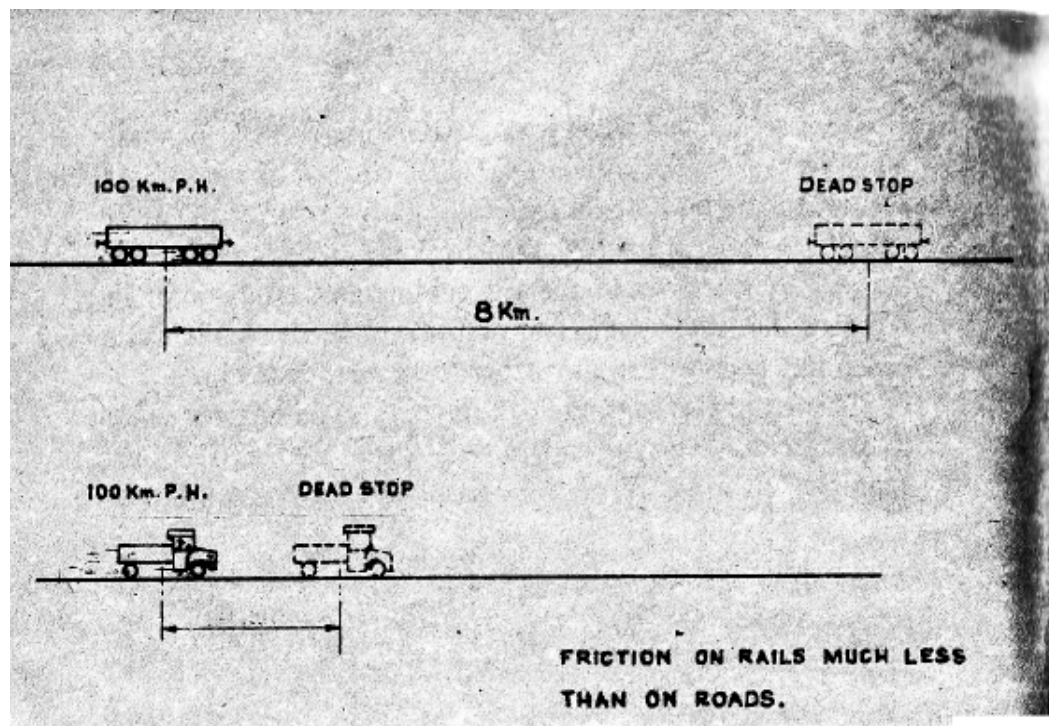 100 Km. P.H.
DEAD STOP
8 Km.
100 Km. P.H.
DEAD STOP
FRICTION ON RAILS MUCH LESS
THAN ON ROADS.